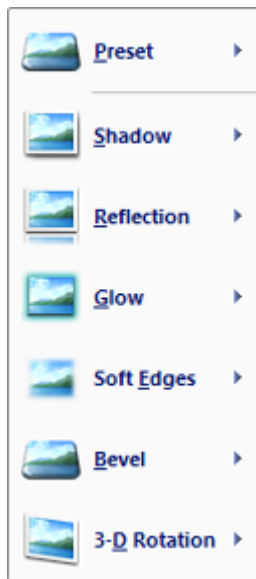 Preset
Shadow
Reflection
Glow
Soft Edges
Bevel
3-D Rotation